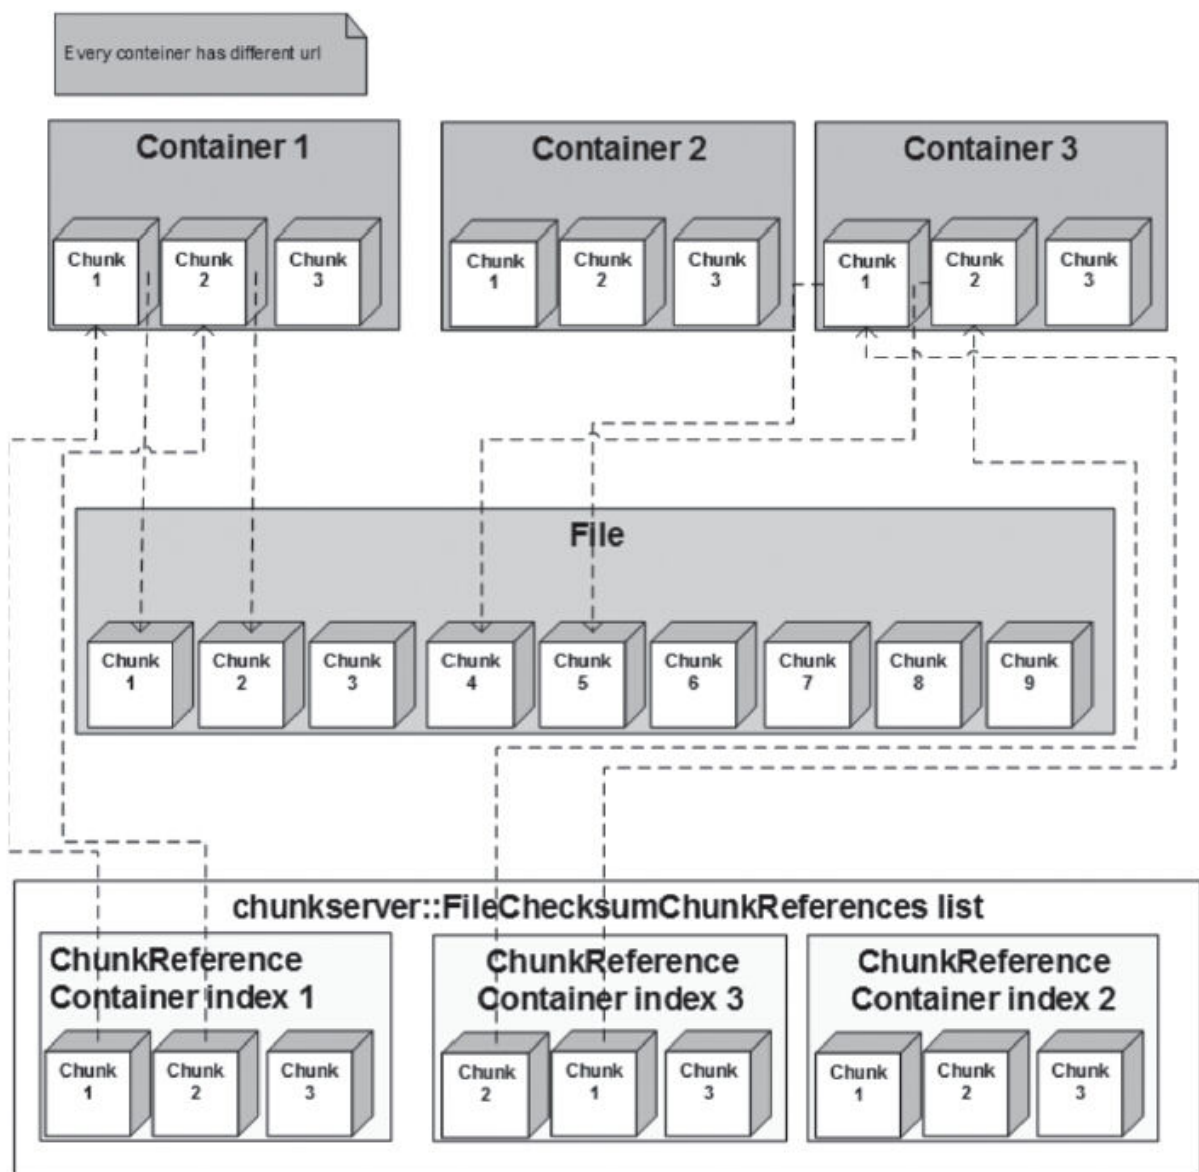 Every conteiner has different url
Container 1
Container 2
Container 3
Chunk
1
Chunk
2
Chunk
3
Chunk
1
Chunk
2
Chunk
3
Chunk
1
Chunk
2
Chunk
3
File
Chunk
1
Chunk
2
Chunk
3
Chunk
4
Chunk
5
Chunk
6
Chunk
7
Chunk
8
Chunk
9
chunkserver::FileChecksumChunkReferences list
ChunkReference
Container index 1
Chunk
1
Chunk
2
Chunk
3
ChunkReference
Container index 3
Chunk
2
Chunk
1
Chunk
3
ChunkReference
Container index 2
Chunk
1
Chunk
2
Chunk
3